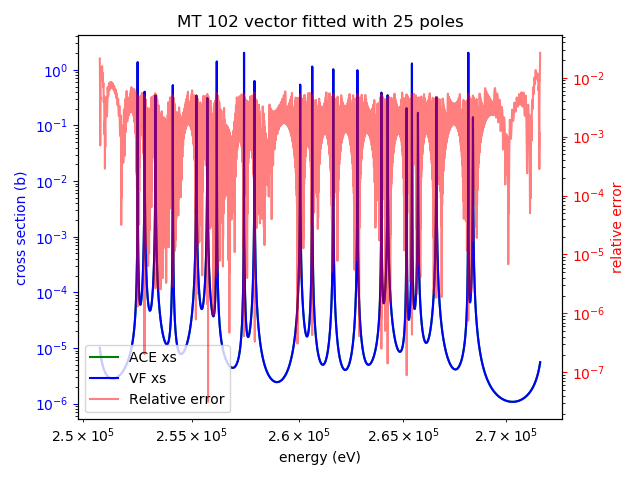 MT 102 vector fitted with 25 poles
10⁰
10⁻¹
10⁻²
10⁻³
10⁻⁴
10⁻⁵
10⁻⁶
cross section (b)
10⁻²
10⁻³
10⁻⁴
10⁻⁵
10⁻⁶
10⁻⁷
relative error
ACE xs
VF xs
Relative error
2.5 × 10⁵ 2.55 × 10⁵ 2.6 × 10⁵ 2.65 × 10⁵ 2.7 × 10⁵
energy (eV)